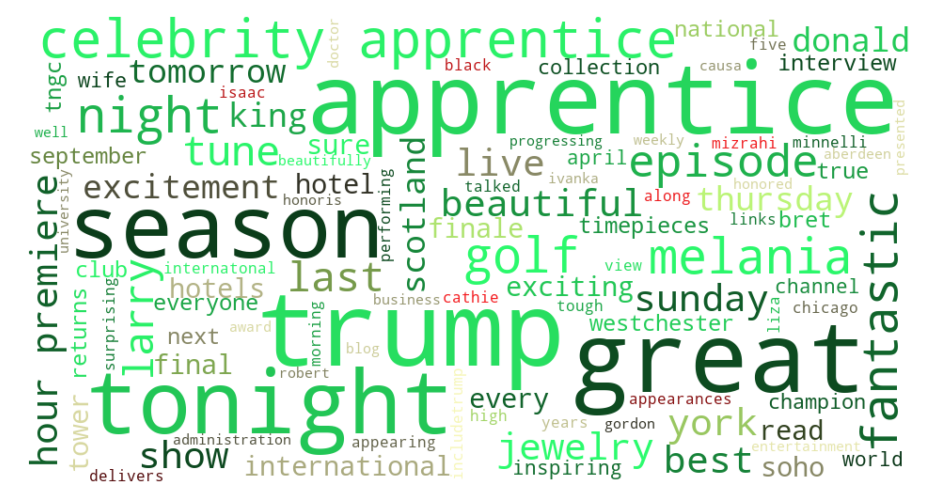 celebrity apprentice national
doctor
five
donald
tomorrow
wife
tngc
black
collection
causa
interview
isaac
apprentice
night king
well
sure
progressing
weekly
mizrahi
minnelli
presented
september
tune
beautifully
live
april
episode
aberdeen
true
university
excitement
hotel
honoris
scotland
talked
ivanka
along
honored
thursday
beautiful
season
performing
finale
timepieces
links
bret
fantastic
hour premiere
club
internatonal
last
golf
view
melania
hotels
larry
exciting
channel
returns
surprising
everyone
business
cathie
tough
sunday
liza
chicago
award
morning
trump
westchester
next
blog
great
final
robert
tonight
includetrump
every
appearances
champion
tower
administration
appearing
high
years
gordon
york
read
show
jewelry
entertainment
delivers
international
inspiring
best
soho
world